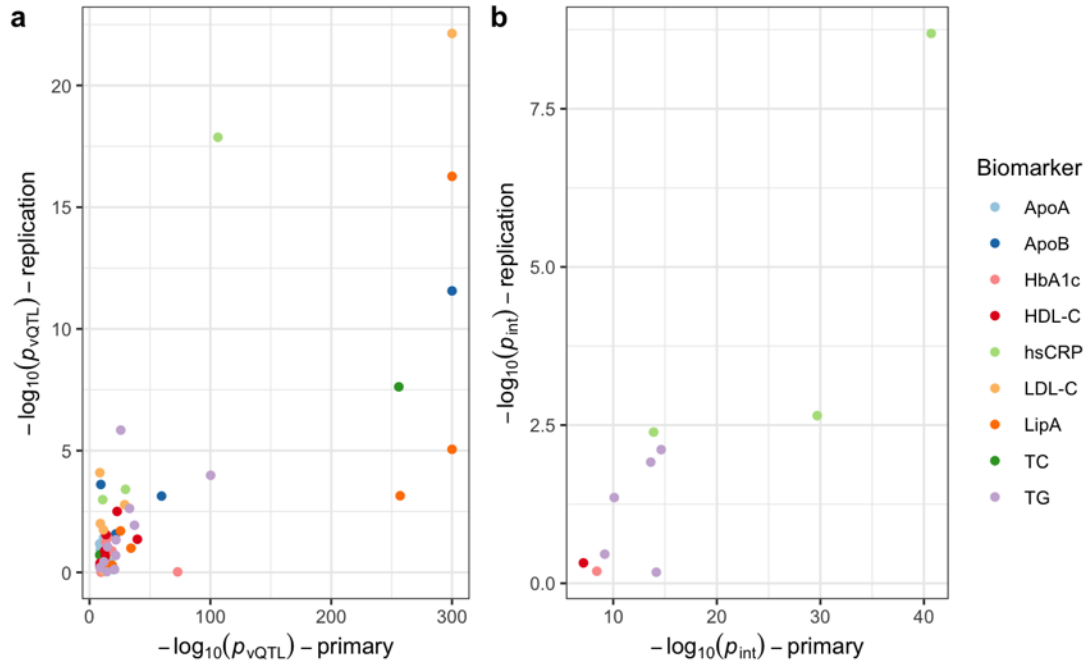 a
b
−log10(pvQTL) − replication
20
15
10
5
0
0 100 200 300
−log10(pvQTL) − primary
−log10(pint) − replication
7.5
5.0
2.5
0.0
10 20 30 40
−log10(pint) − primary
Biomarker
ApoA
ApoB
HbA1c
HDL-C
hsCRP
LDL-C
LipA
TC
TG